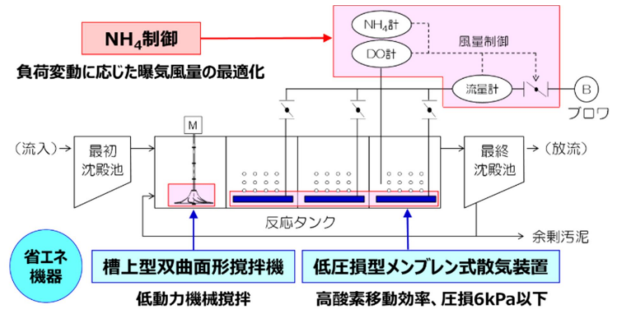 NH₄制御
負荷変動に応じた曝気風量の最適化
NH₄計
DO計
風量制御
流量計
B
ブロワ
(流入)
最初
沈殿池
M
最終
沈殿池
(放流)
反応タンク
余剰汚泥
省エネ
機器
槽上型双曲面形撹拌機
低動力機械撹拌
低圧損型メンブレン式散気装置
高酸素移動効率、圧損6kPa以下